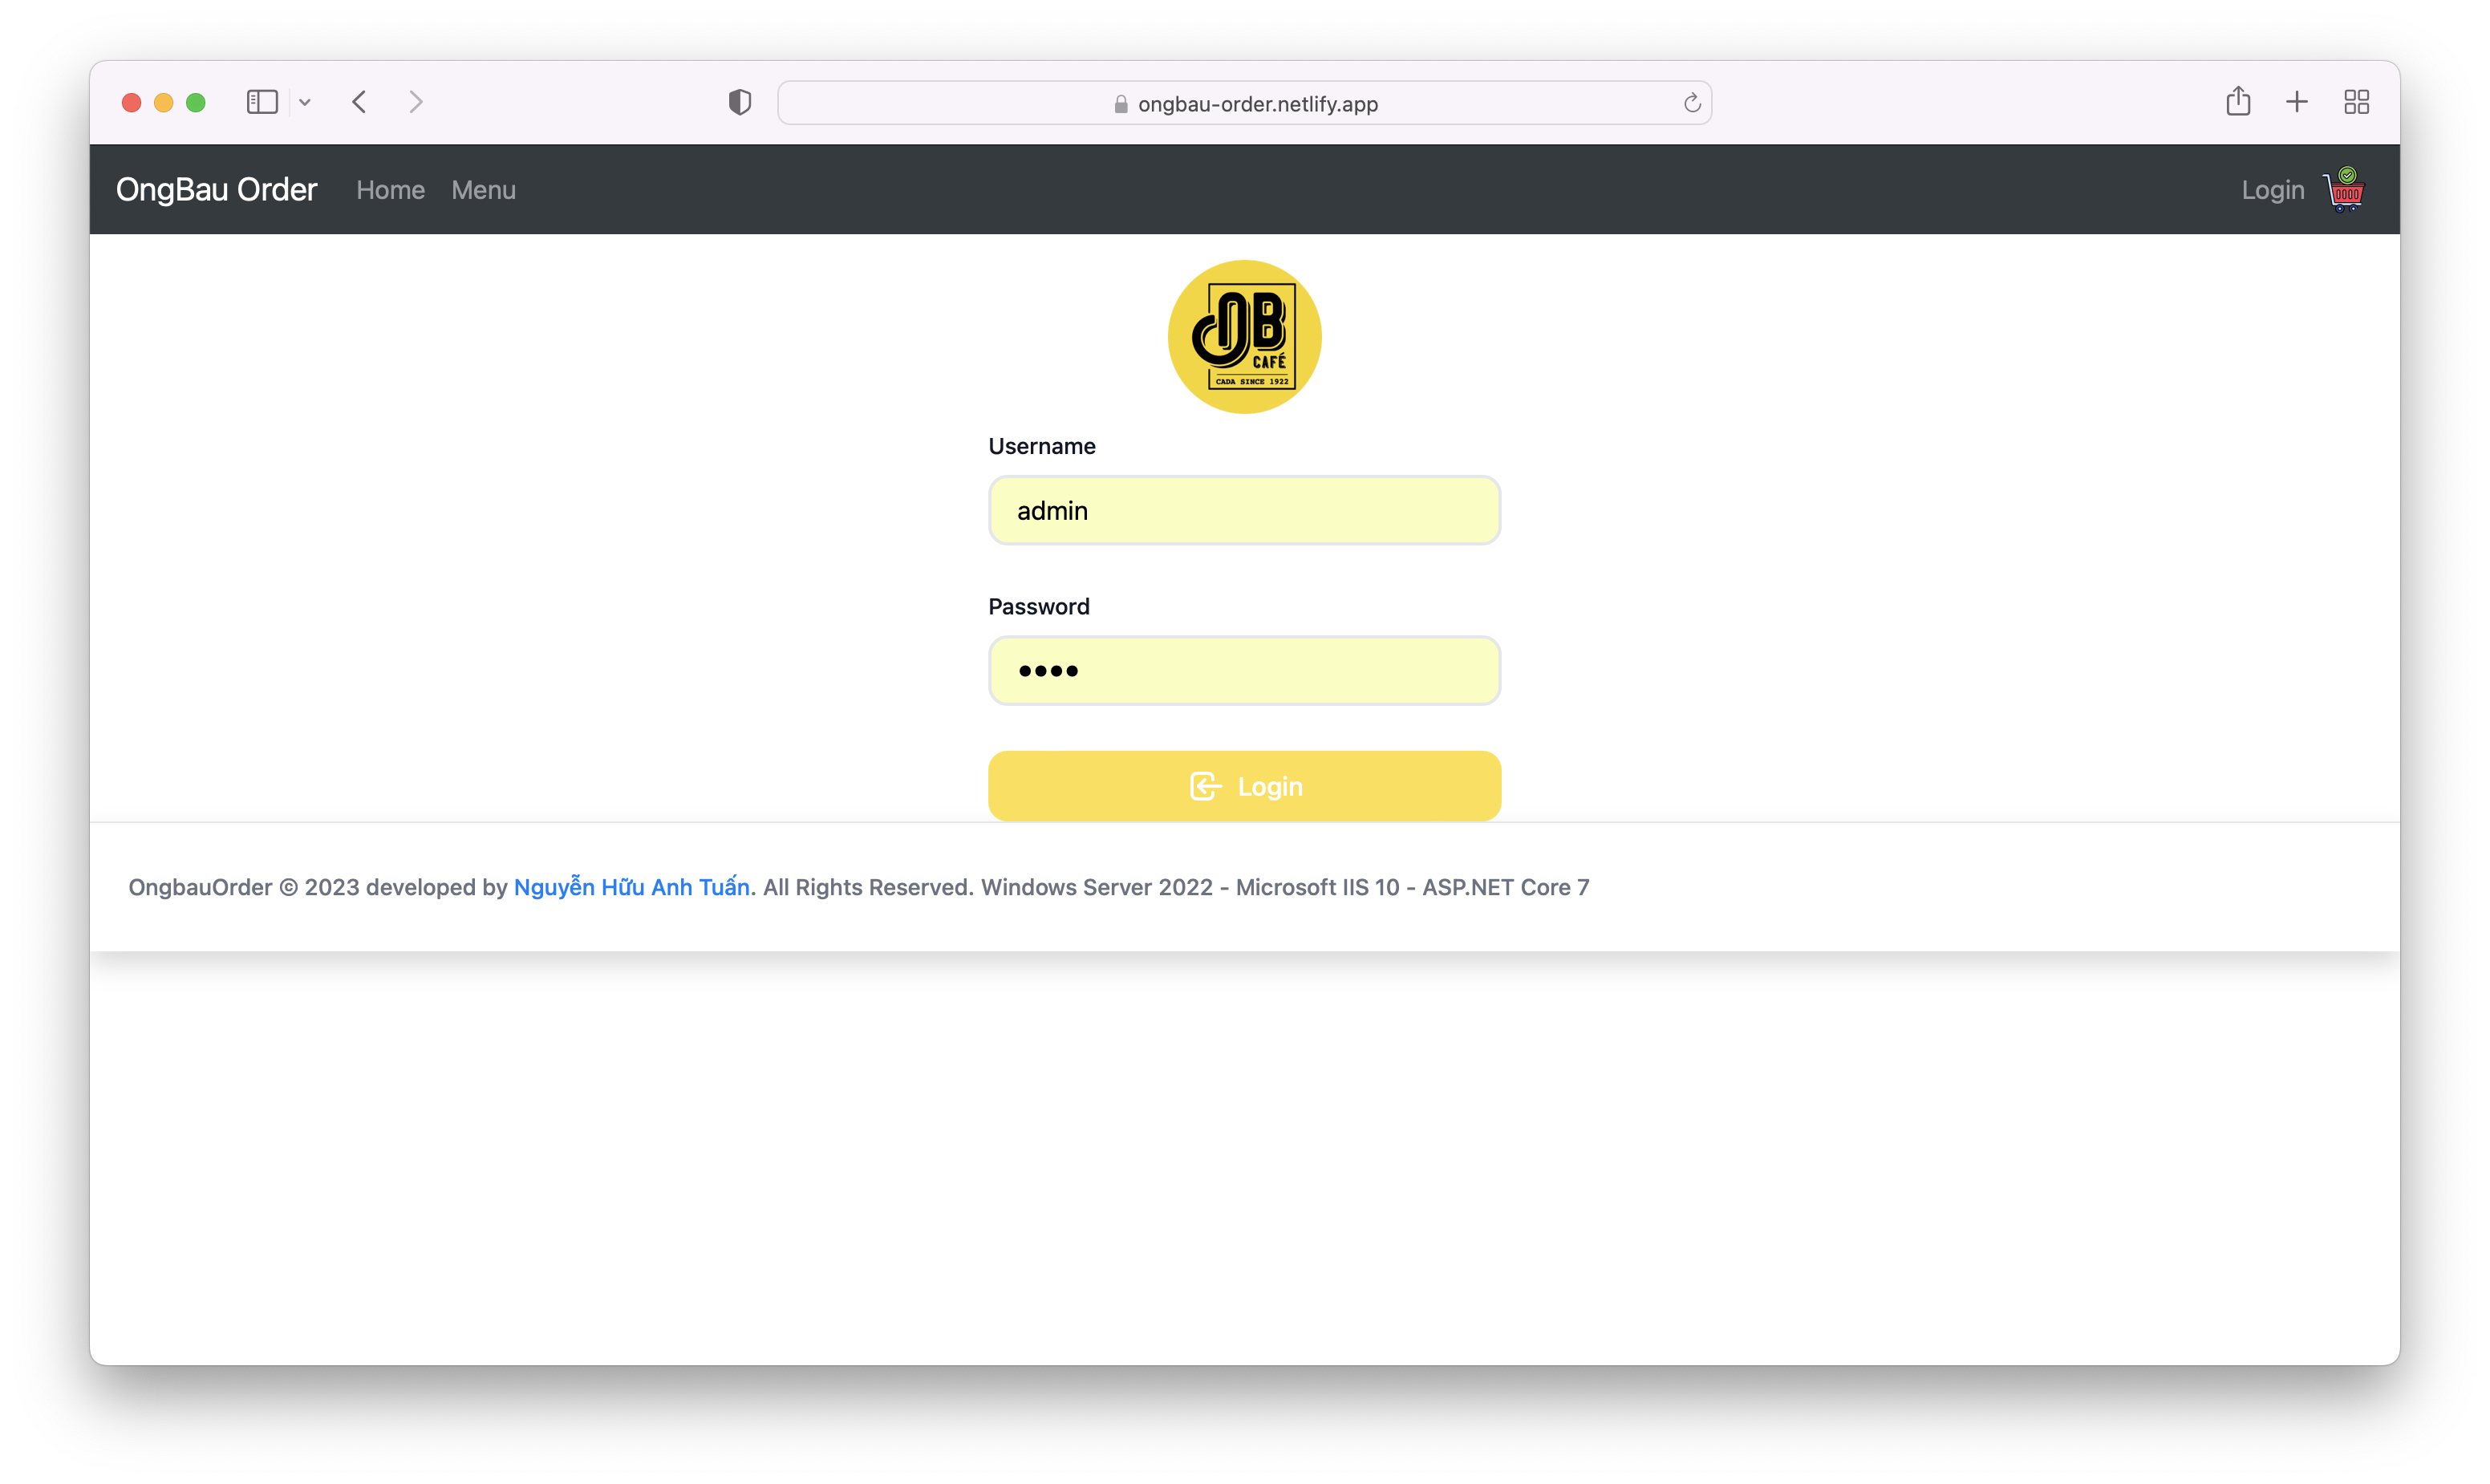 ongbau-order.netlify.app
OngBau Order Home Menu Login
OB
CAFÉ
CADA SINCE 1922
Username
admin
Password
••••
Login
OngbauOrder © 2023 developed by Nguyễn Hữu Anh Tuấn. All Rights Reserved. Windows Server 2022 - Microsoft IIS 10 - ASP.NET Core 7